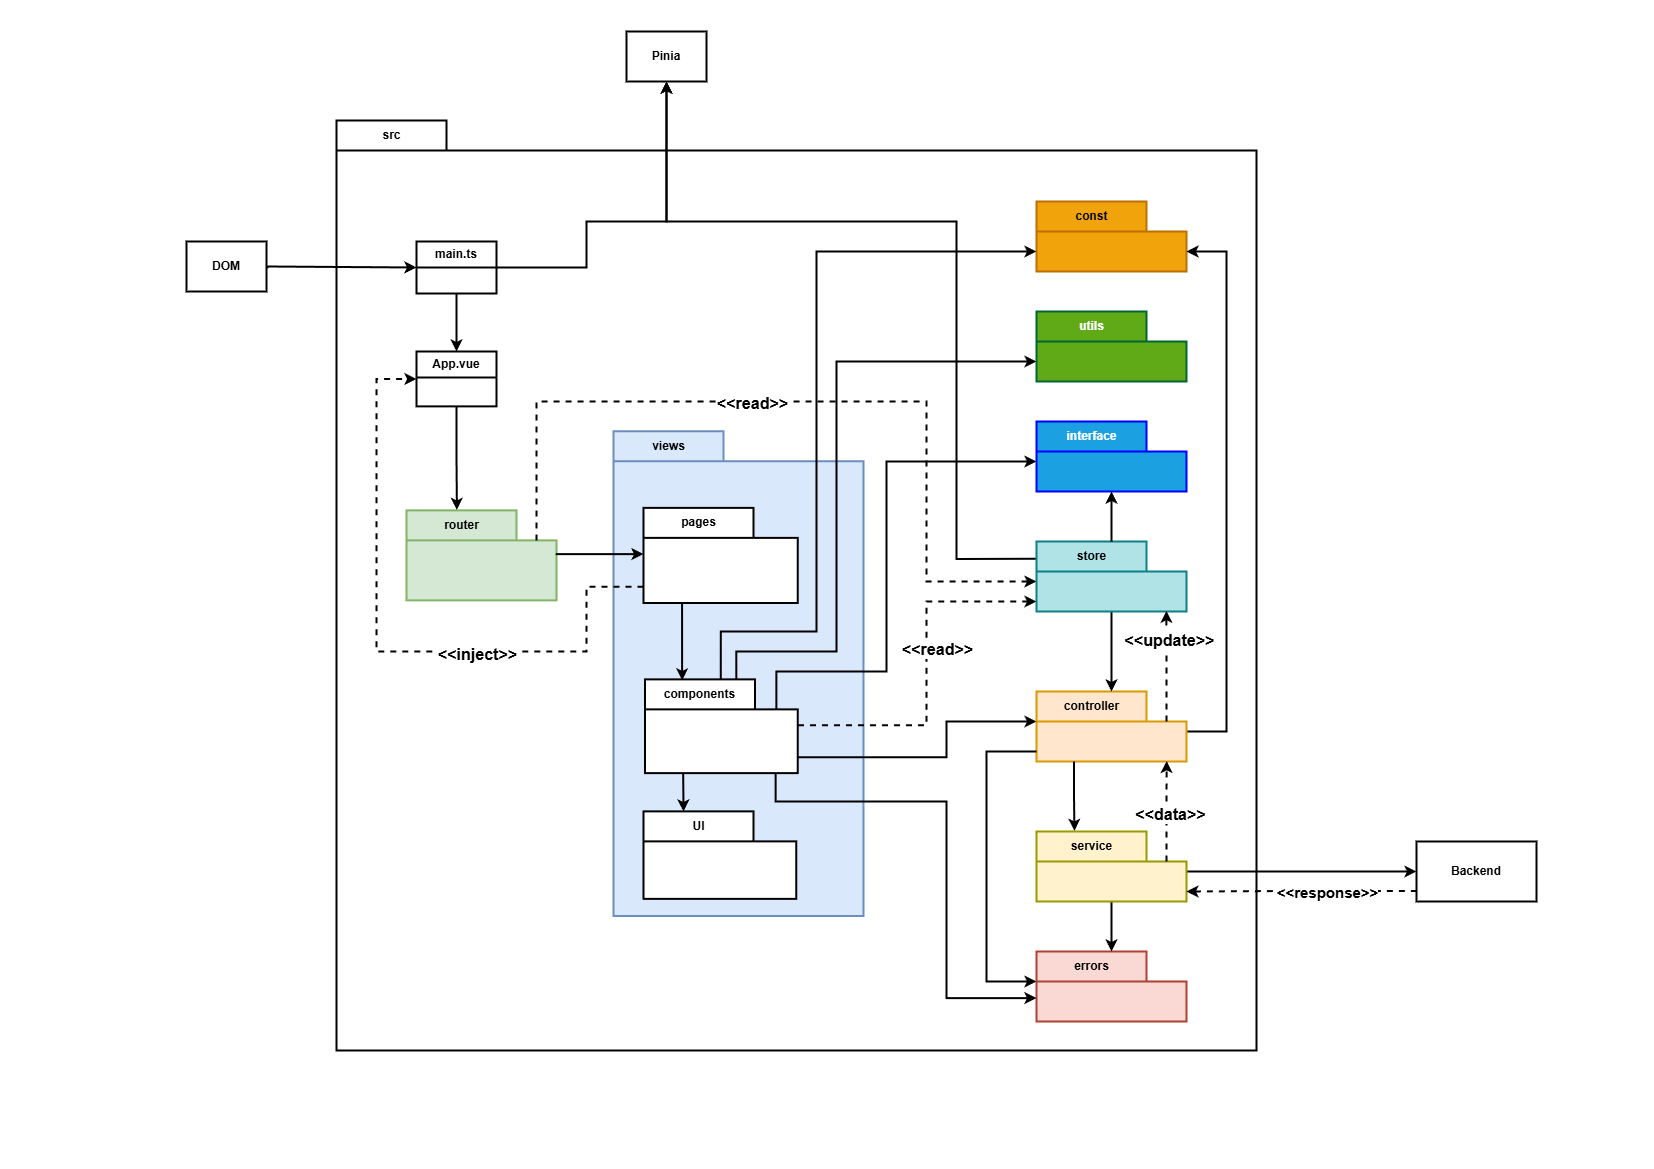 Pinia
src
const
main.ts
DOM
utils
App.vue
<<read>>
interface
views
pages
router
store
<<update>>
<<read>>
<<inject>>
components
controller
<<data>>
UI
service
Backend
<<response>>
errors